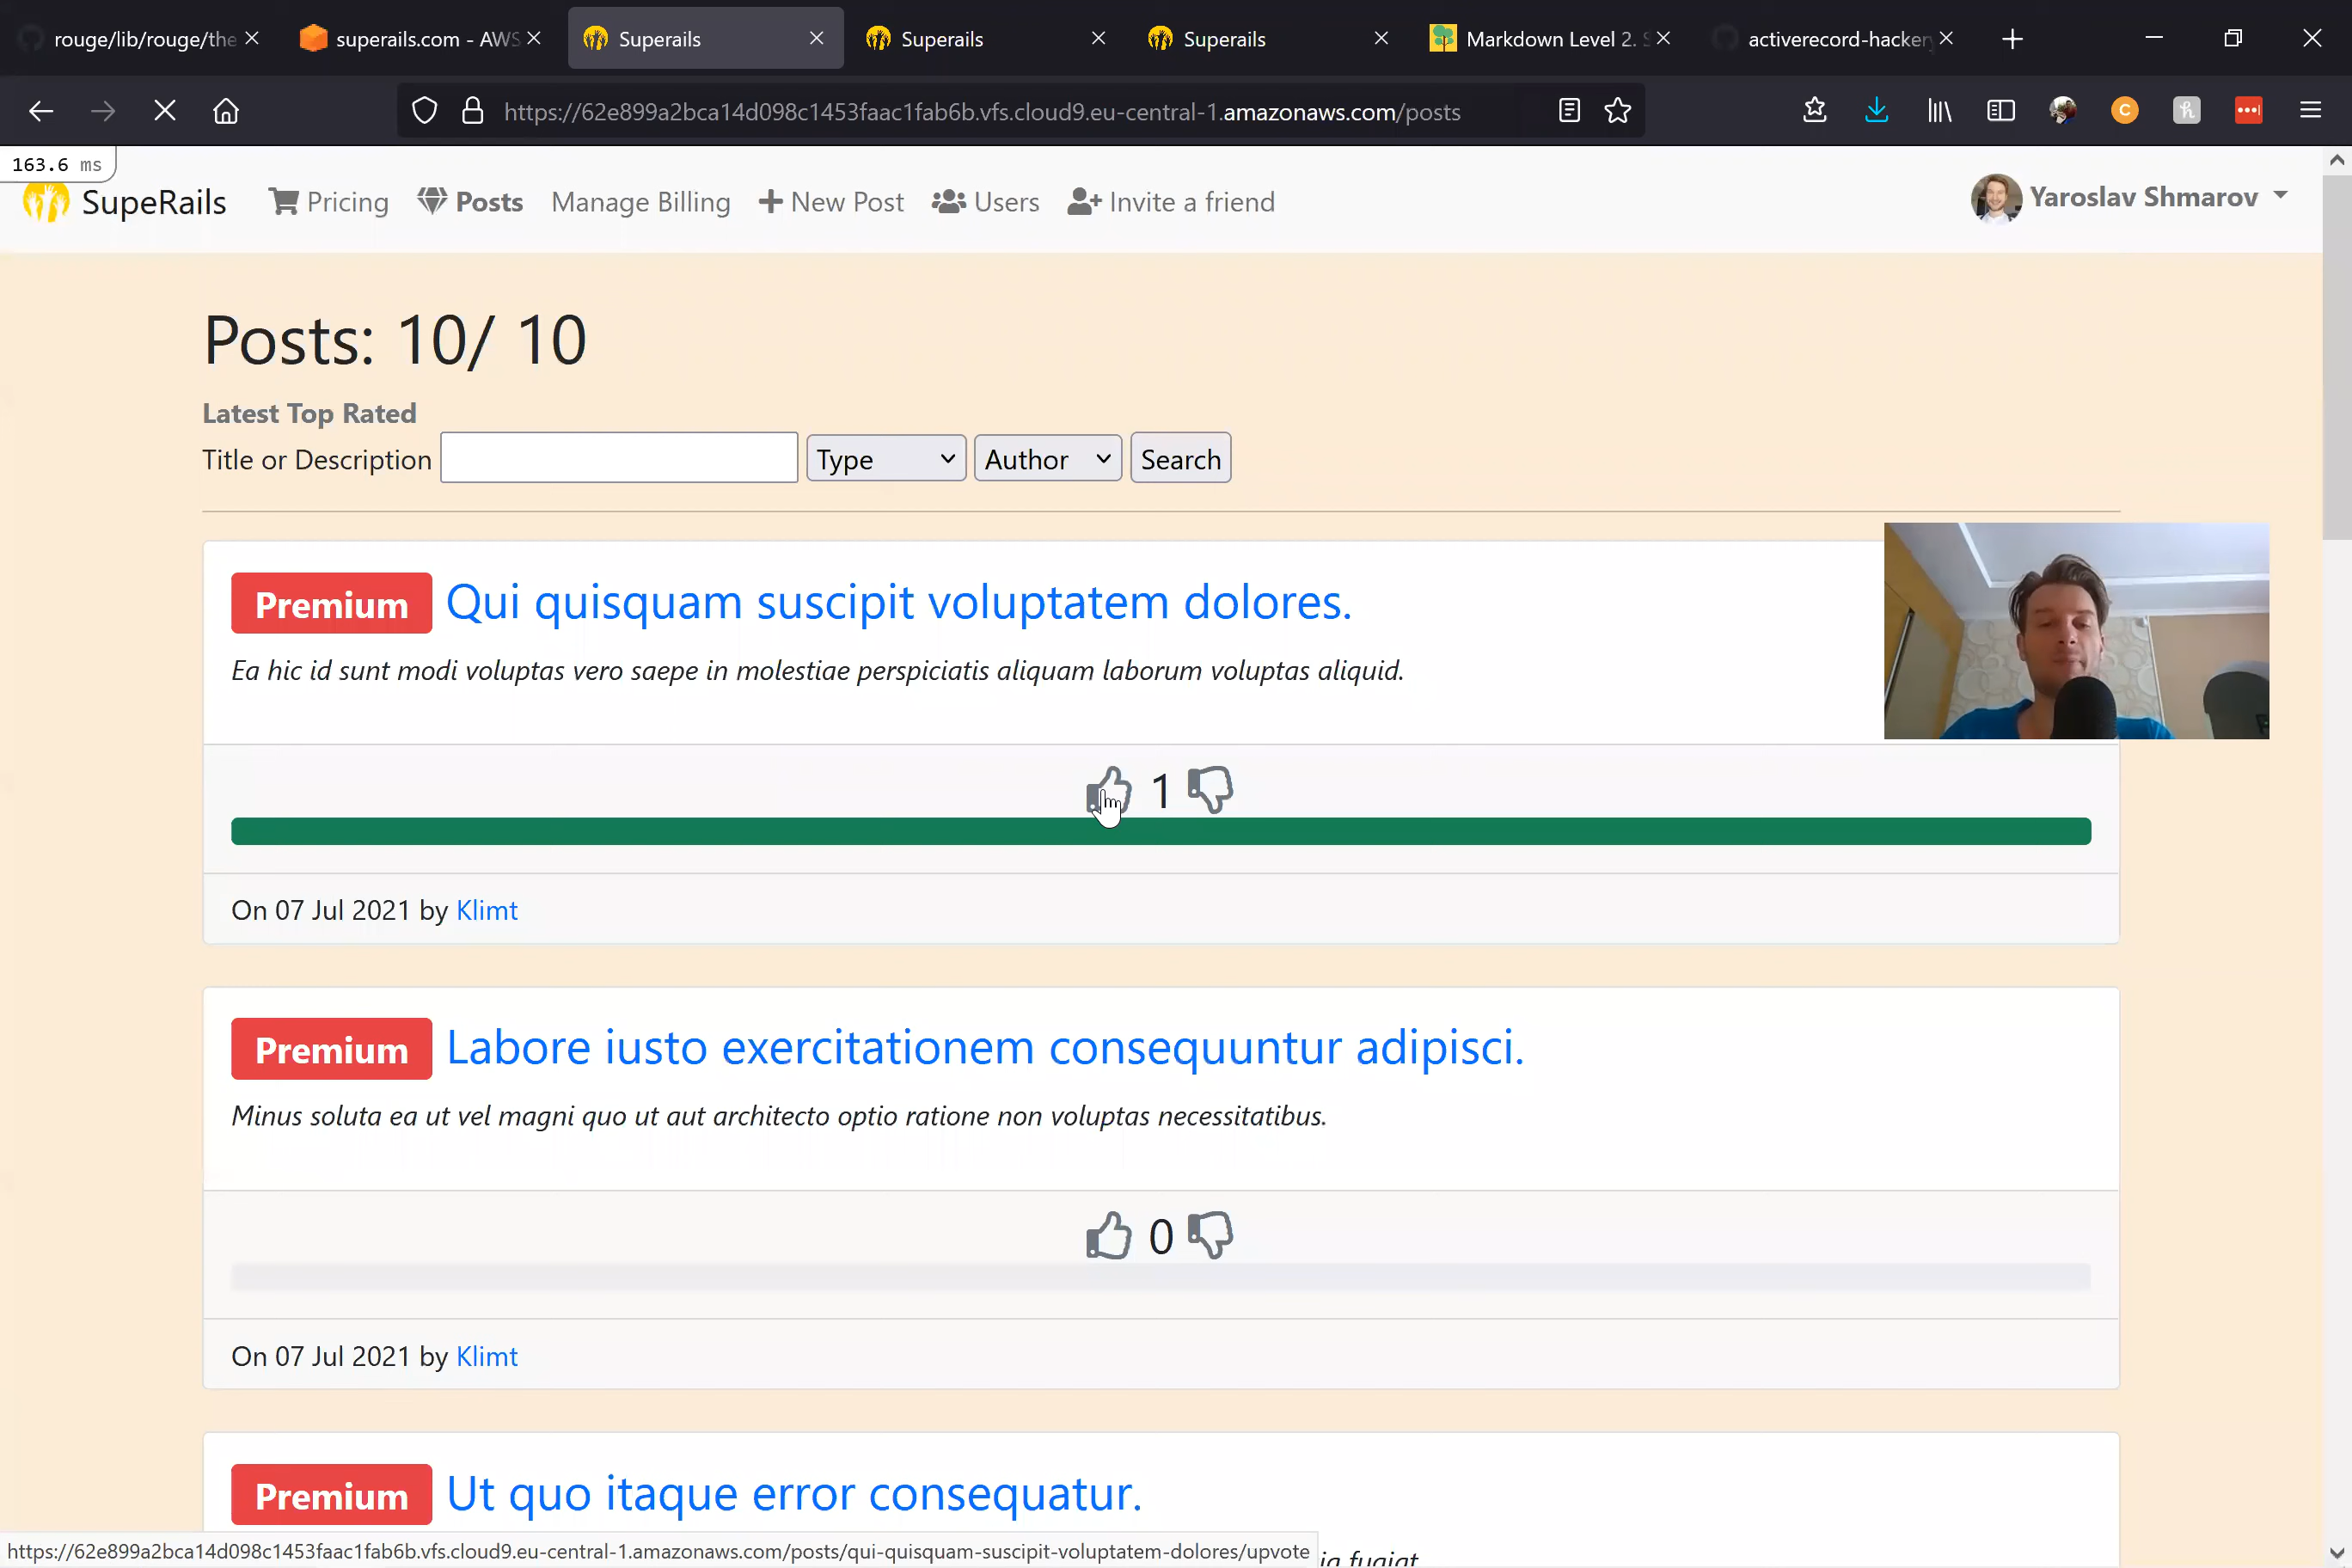 rouge/lib/rouge/the
superails.com - AWS
Superails
Superails
Superails
Markdown Level 2.
activerecord-hacker
https://62e899a2bca14d098c1453faac1fab6b.vfs.cloud9.eu-central-1.amazonaws.com/posts
163.6 ms
SupeRails
Pricing
Posts
Manage Billing
New Post
Users
Invite a friend
Yaroslav Shmarov
Posts: 10/ 10
Latest Top Rated
Title or Description
Type
Author
Search
Premium Qui quisquam suscipit voluptatem dolores.
Ea hic id sunt modi voluptas vero saepe in molestiae perspiciatis aliquam laborum voluptas aliquid.
1
On 07 Jul 2021 by Klimt
Premium Labore iusto exercitationem consequuntur adipisci.
Minus soluta ea ut vel magni quo ut aut architecto optio ratione non voluptas necessitatibus.
0
On 07 Jul 2021 by Klimt
Premium Ut quo itaque error consequatur.
https://62e899a2bca14d098c1453faac1fab6b.vfs.cloud9.eu-central-1.amazonaws.com/posts/qui-quisquam-suscipit-voluptatem-dolores/upvote